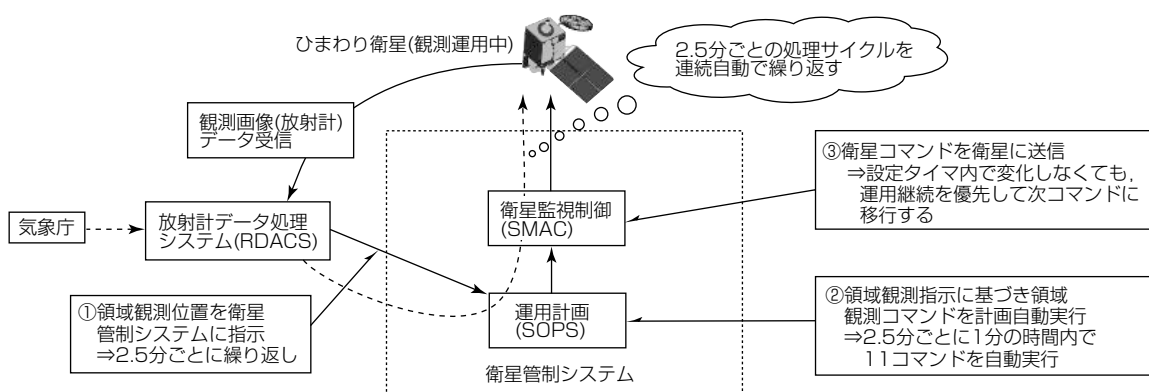 ひまわり衛星(観測運用中)
2.5分ごとの処理サイクルを
連続自動で繰り返す
観測画像(放射計)
データ受信
③衛星コマンドを衛星に送信
⇒設定タイマ内で変化しなくても,
運用継続を優先して次コマンドに
移行する
気象庁
放射計データ処理
システム(RDACS)
衛星監視制御
(SMAC)
①領域観測位置を衛星
管制システムに指示
⇒2.5分ごとに繰り返し
運用計画
(SOPS)
②領域観測指示に基づき領域
観測コマンドを計画自動実行
⇒2.5分ごとに1分の時間内で
11コマンドを自動実行
衛星管制システム